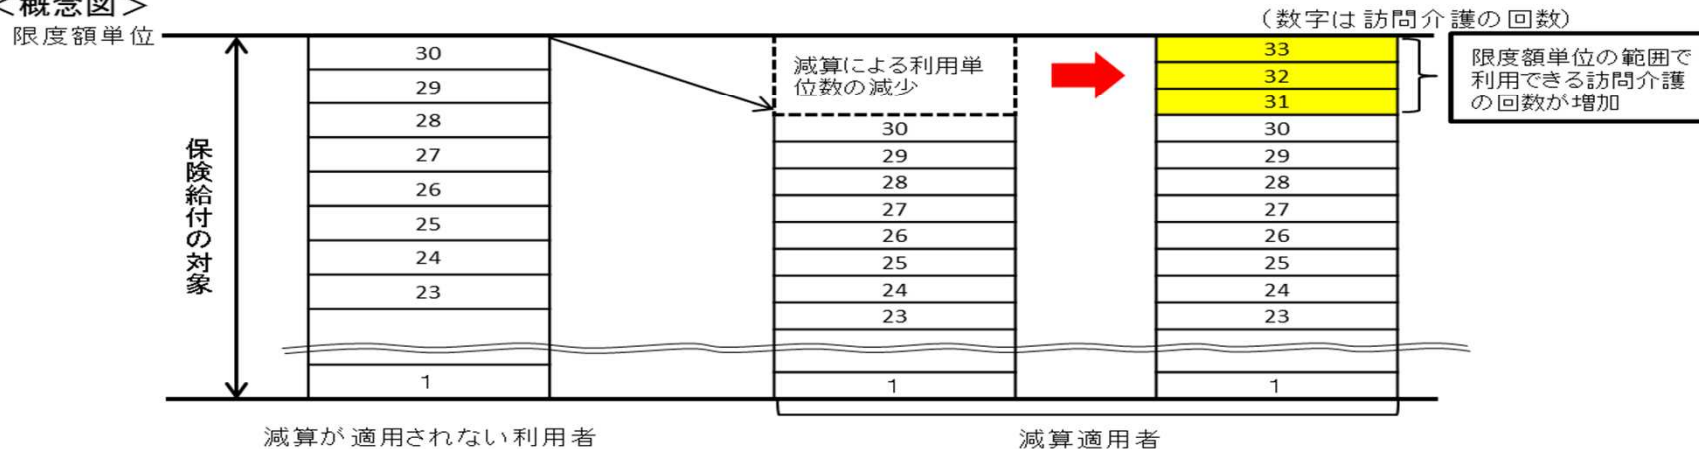 ＜概念図＞
限度額単位
（数字は訪問介護の回数）
保険給付の対象
30
29
28
27
26
25
24
23
1
減算による利用単
位数の減少
30
29
28
27
26
25
24
23
1
33
32
31
30
29
28
27
26
25
24
23
1
限度額単位の範囲で
利用できる訪問介護
の回数が増加
減算が適用されない利用者
減算適用者